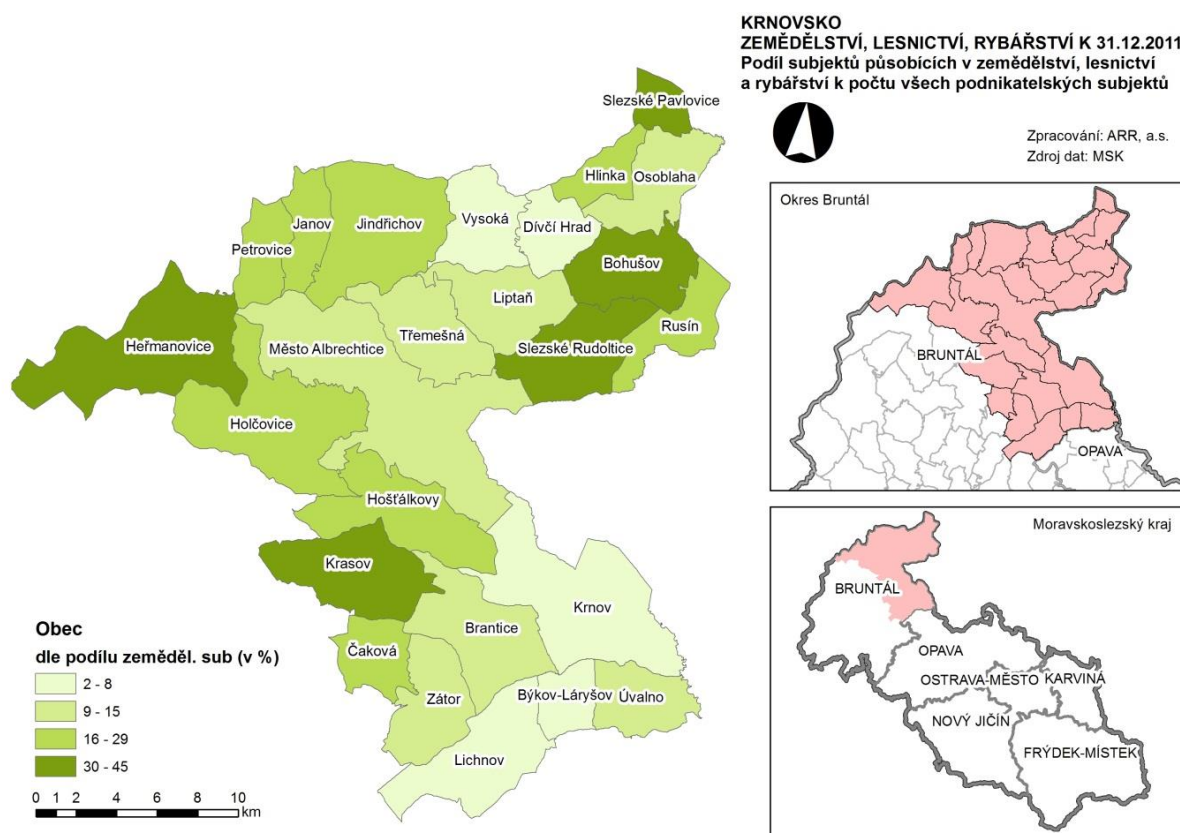 KRNOVSKO
ZEMĚDĚLSTVÍ, LESNICTVÍ, RYBÁŘSTVÍ K 31.12.2011
Podíl subjektů působících v zemědělství, lesnictví
a rybářství k počtu všech podnikatelských subjektů
Zpracování: ARR, a.s.
Zdroj dat: MSK
Slezské Pavlovice
Hlinka
Osoblaha
Vysoká
Dívčí Hrad
Janov
Jindřichov
Petrovice
Bohušov
Liptaň
Rusín
Třemešná
Heřmanovice
Město Albrechtice
Slezské Rudoltice
Holčovice
Hošťálkovy
Krasov
Krnov
Brantice
Čaková
Zátor
Býkov-Láryšov
Úvalno
Lichnov
Obec
dle podílu zeměděl. sub (v %)
2 - 8
9 - 15
16 - 29
30 - 45
0 1 2 4 6 8 10
km
Okres Bruntál
BRUNTÁL
OPAVA
Moravskoslezský kraj
BRUNTÁL
OPAVA
OSTRAVA-MĚSTO
KARVINÁ
NOVÝ JIČÍN
FRÝDEK-MÍSTEK